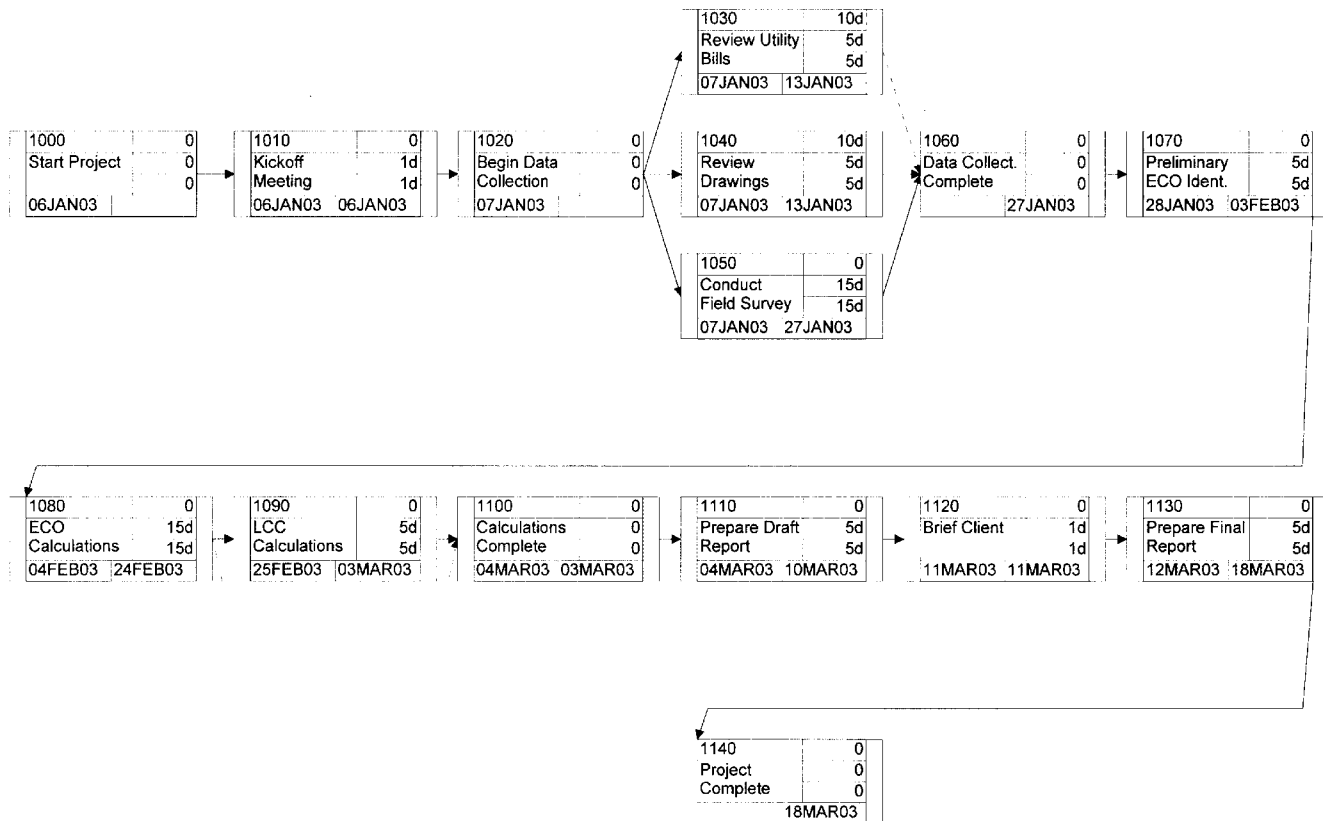 1030 10d
Review Utility 5d
Bills 5d
07JAN03 13JAN03
1000 0
Start Project 0
0
06JAN03
1010 0
Kickoff 1d
Meeting 1d
06JAN03 06JAN03
1020 0
Begin Data 0
Collection 0
07JAN03
1040 10d
Review 5d
Drawings 5d
07JAN03 13JAN03
1060 0
Data Collect. 0
Complete 0
27JAN03
1070 0
Preliminary 5d
ECO Ident. 5d
28JAN03 03FEB03
1050 0
Conduct 15d
Field Survey 15d
07JAN03 27JAN03
1080 0
ECO 15d
Calculations 15d
04FEB03 24FEB03
1090 0
LCC 5d
Calculations 5d
25FEB03 03MAR03
1100 0
Calculations 0
Complete 0
04MAR03 03MAR03
1110 0
Prepare Draft 5d
Report 5d
04MAR03 10MAR03
1120 0
Brief Client 1d
1d
11MAR03 11MAR03
1130 0
Prepare Final 5d
Report 5d
12MAR03 18MAR03
1140 0
Project 0
Complete 0
18MAR03